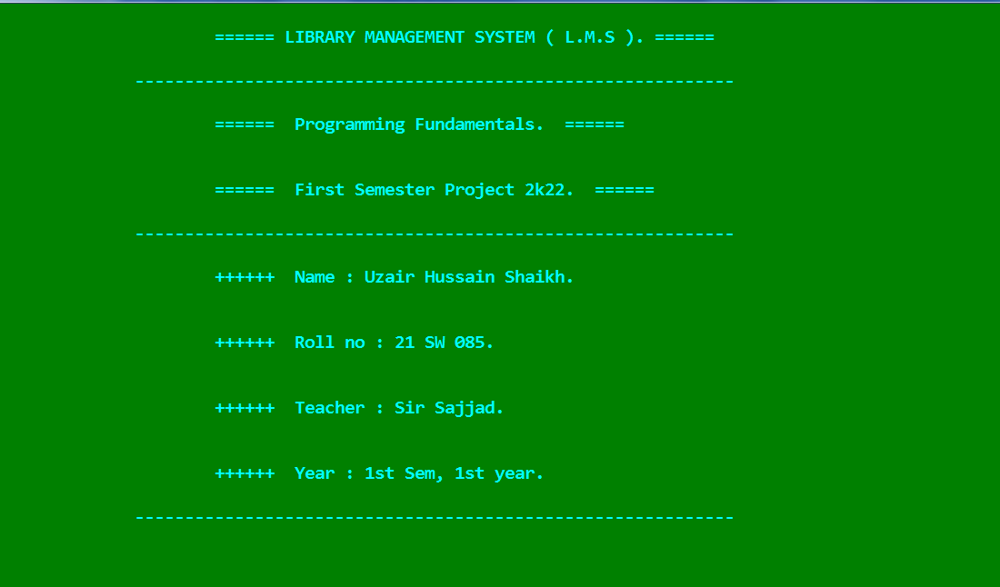 ====== LIBRARY MANAGEMENT SYSTEM ( L.M.S ). ======
------------------------------------------------------------
====== Programming Fundamentals. ======
====== First Semester Project 2k22. ======
------------------------------------------------------------
++++++ Name : Uzair Hussain Shaikh.
++++++ Roll no : 21 SW 085.
++++++ Teacher : Sir Sajjad.
++++++ Year : 1st Sem, 1st year.
------------------------------------------------------------